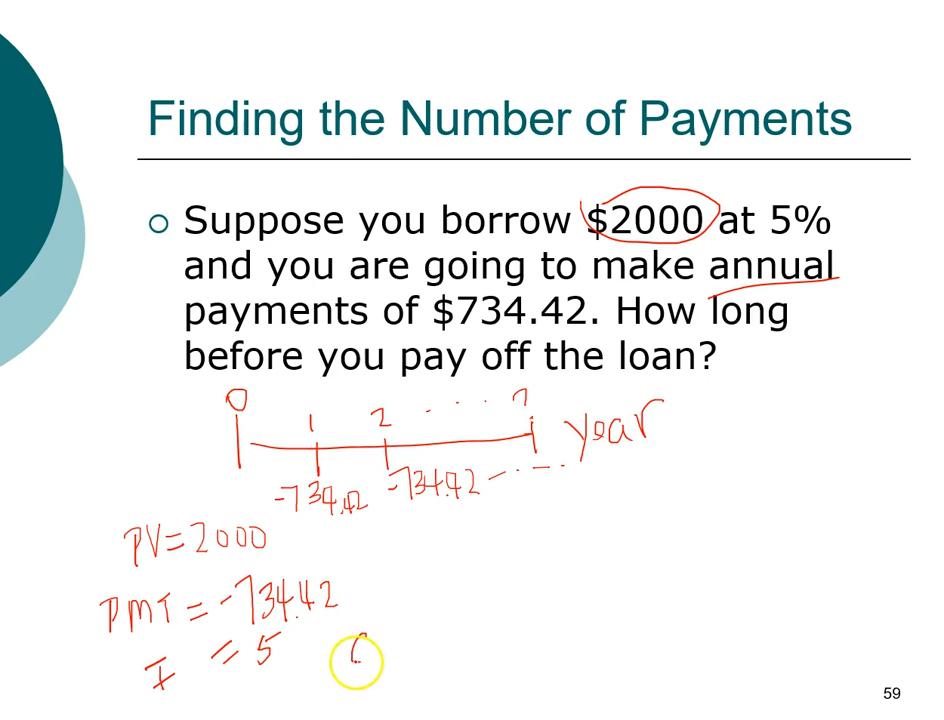 Finding the Number of Payments
Suppose you borrow $2000 at 5%
and you are going to make annual
payments of $734.42. How long
before you pay off the loan?
0 1 2 . . . . ? year
-734.42 -734.42
PV = 2000
PMT = -734.42
I = 5
59